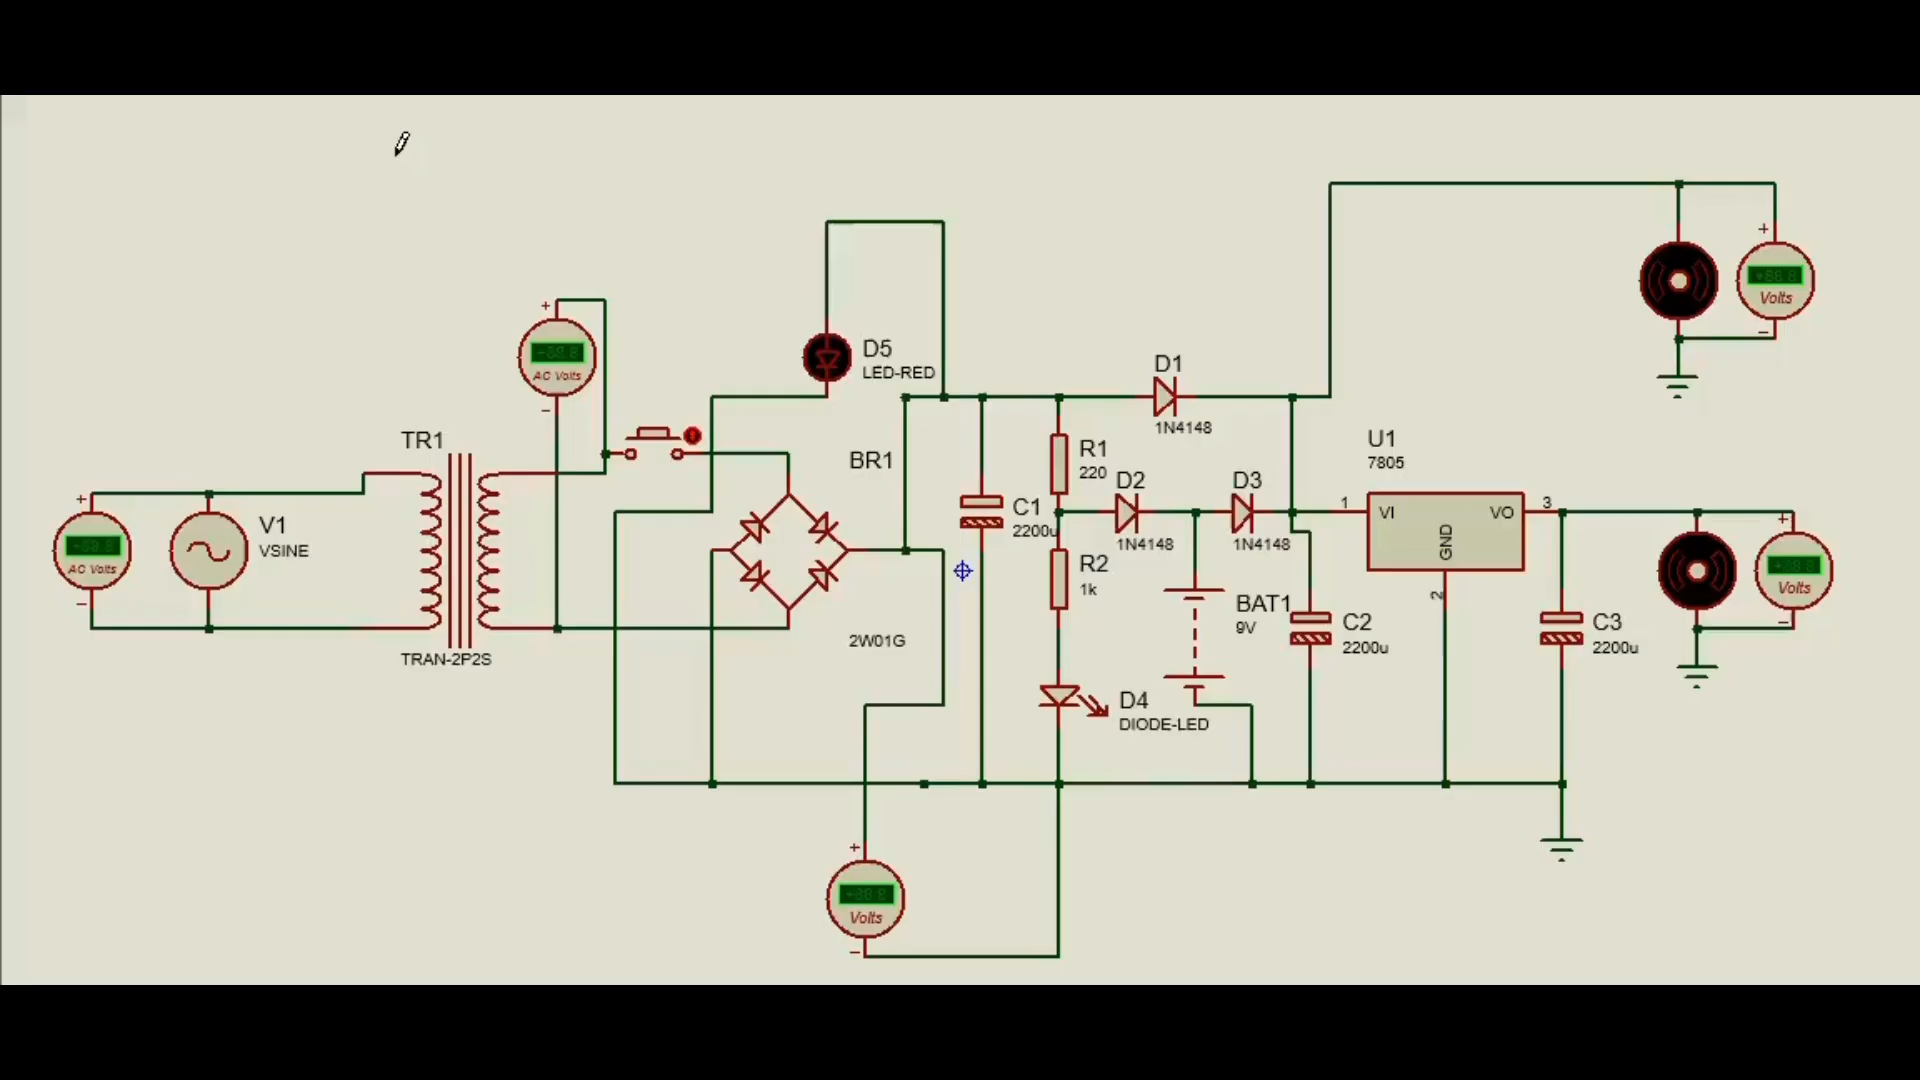 TR1
TRAN-2P2S
V1
VSINE
AC Volts
AC Volts
D5
LED-RED
BR1
2W01G
C1
2200u
R1
220
R2
1k
D1
1N4148
D2
1N4148
D3
1N4148
D4
DIODE-LED
BAT1
9V
C2
2200u
U1
7805
1
VI
VO
3
GND
2
C3
2200u
Volts
Volts
Volts